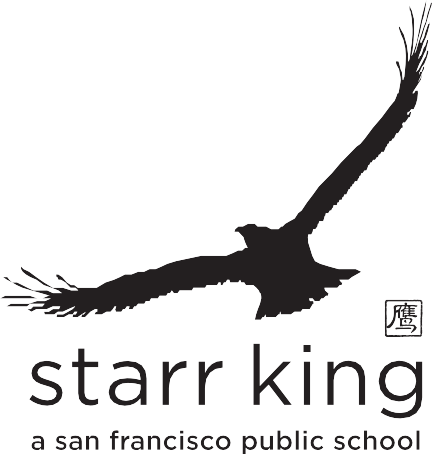 鷹
starr king
a san francisco public school